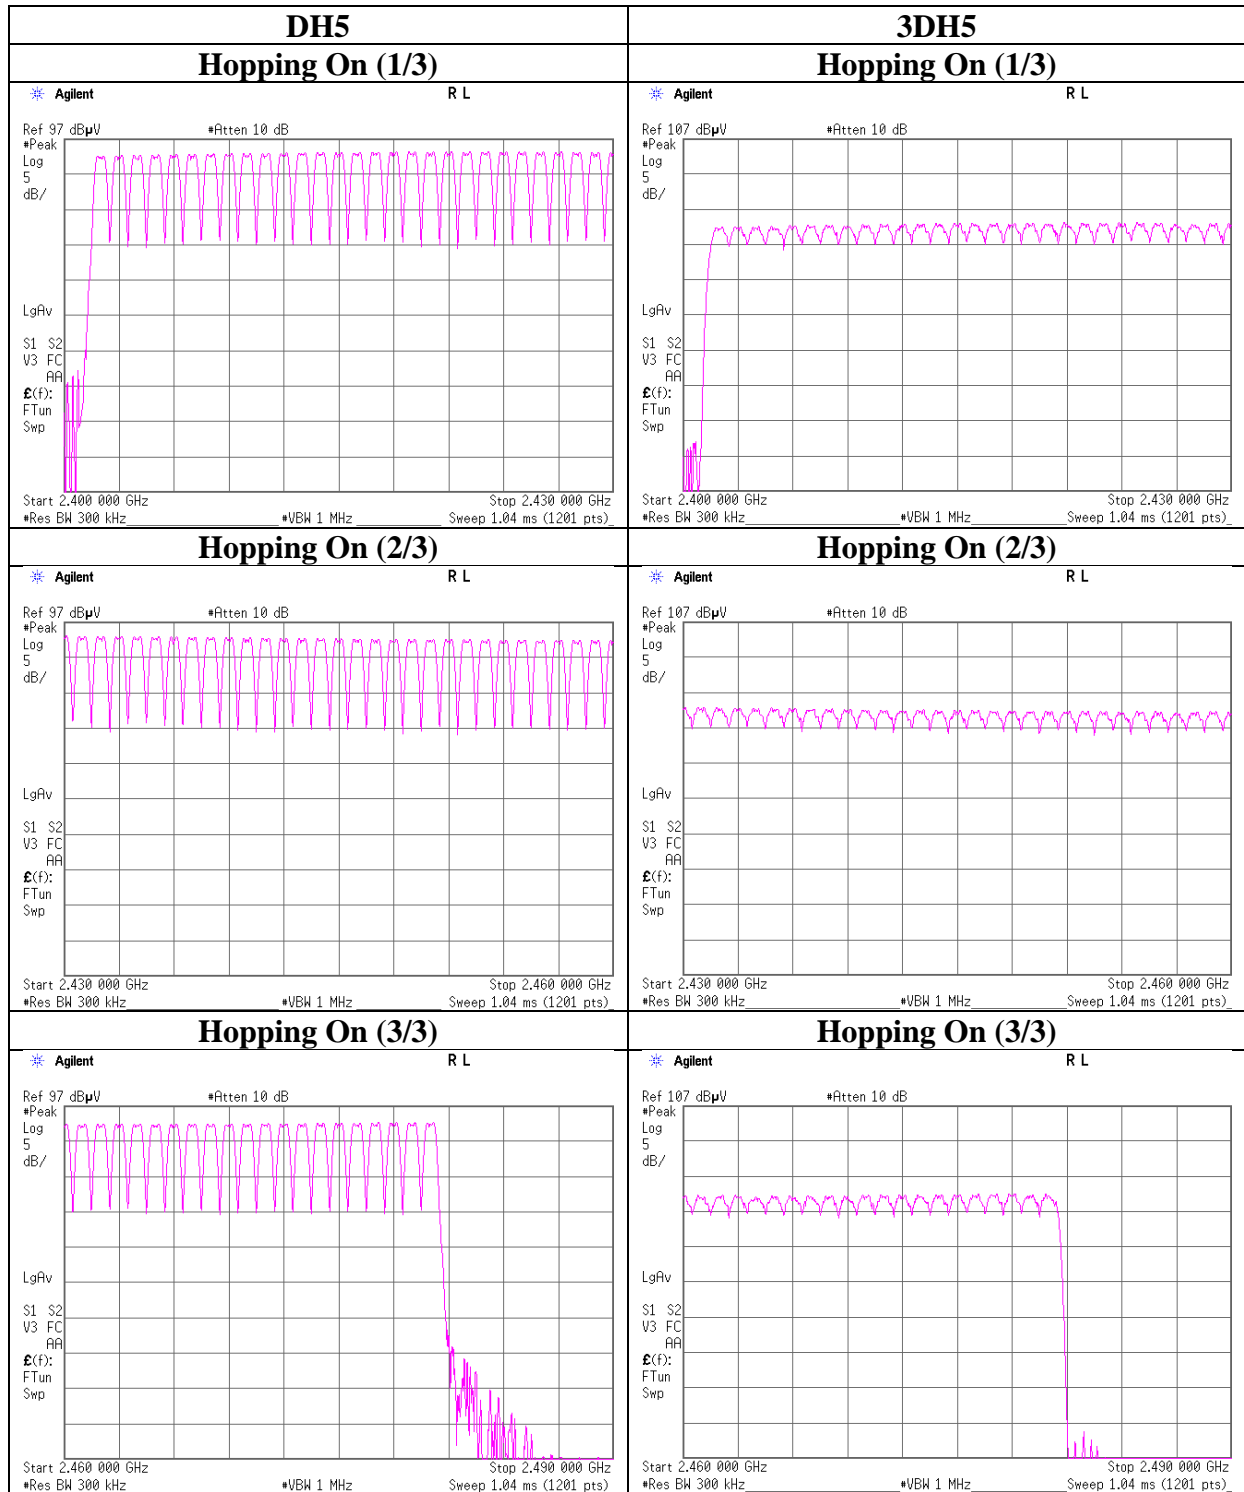 DH5 3DH5
Hopping On (1/3) Hopping On (1/3)
Agilent R L
Ref 97 dBµV #Atten 10 dB
#Peak
Log
5
dB/
LgAv
S1 S2
V3 FC
AA
£(f):
FTun
Swp
Start 2.400 000 GHz Stop 2.430 000 GHz
#Res BW 300 kHz #VBW 1 MHz Sweep 1.04 ms (1201 pts)
Agilent R L
Ref 107 dBµV #Atten 10 dB
#Peak
Log
5
dB/
LgAv
S1 S2
V3 FC
AA
£(f):
FTun
Swp
Start 2.400 000 GHz Stop 2.430 000 GHz
#Res BW 300 kHz #VBW 1 MHz Sweep 1.04 ms (1201 pts)
Hopping On (2/3) Hopping On (2/3)
Agilent R L
Ref 97 dBµV #Atten 10 dB
#Peak
Log
5
dB/
LgAv
S1 S2
V3 FC
AA
£(f):
FTun
Swp
Start 2.430 000 GHz Stop 2.460 000 GHz
#Res BW 300 kHz #VBW 1 MHz Sweep 1.04 ms (1201 pts)
Agilent R L
Ref 107 dBµV #Atten 10 dB
#Peak
Log
5
dB/
LgAv
S1 S2
V3 FC
AA
£(f):
FTun
Swp
Start 2.430 000 GHz Stop 2.460 000 GHz
#Res BW 300 kHz #VBW 1 MHz Sweep 1.04 ms (1201 pts)
Hopping On (3/3) Hopping On (3/3)
Agilent R L
Ref 97 dBµV #Atten 10 dB
#Peak
Log
5
dB/
LgAv
S1 S2
V3 FC
AA
£(f):
FTun
Swp
Start 2.460 000 GHz Stop 2.490 000 GHz
#Res BW 300 kHz #VBW 1 MHz Sweep 1.04 ms (1201 pts)
Agilent R L
Ref 107 dBµV #Atten 10 dB
#Peak
Log
5
dB/
LgAv
S1 S2
V3 FC
AA
£(f):
FTun
Swp
Start 2.460 000 GHz Stop 2.490 000 GHz
#Res BW 300 kHz #VBW 1 MHz Sweep 1.04 ms (1201 pts)